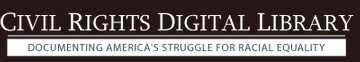 CIVIL RIGHTS DIGITAL LIBRARY
DOCUMENTING AMERICA'S STRUGGLE FOR RACIAL EQUALITY